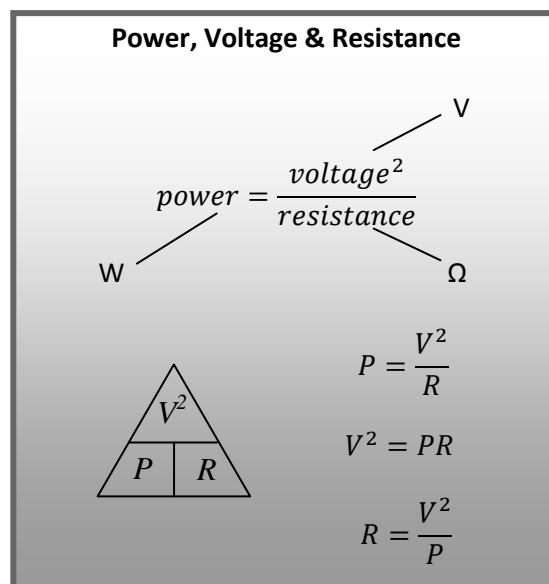 Power, Voltage & Resistance
V
power = voltage² / resistance
W
Ω
P = V² / R
V²
V² = PR
P R
R = V² / P